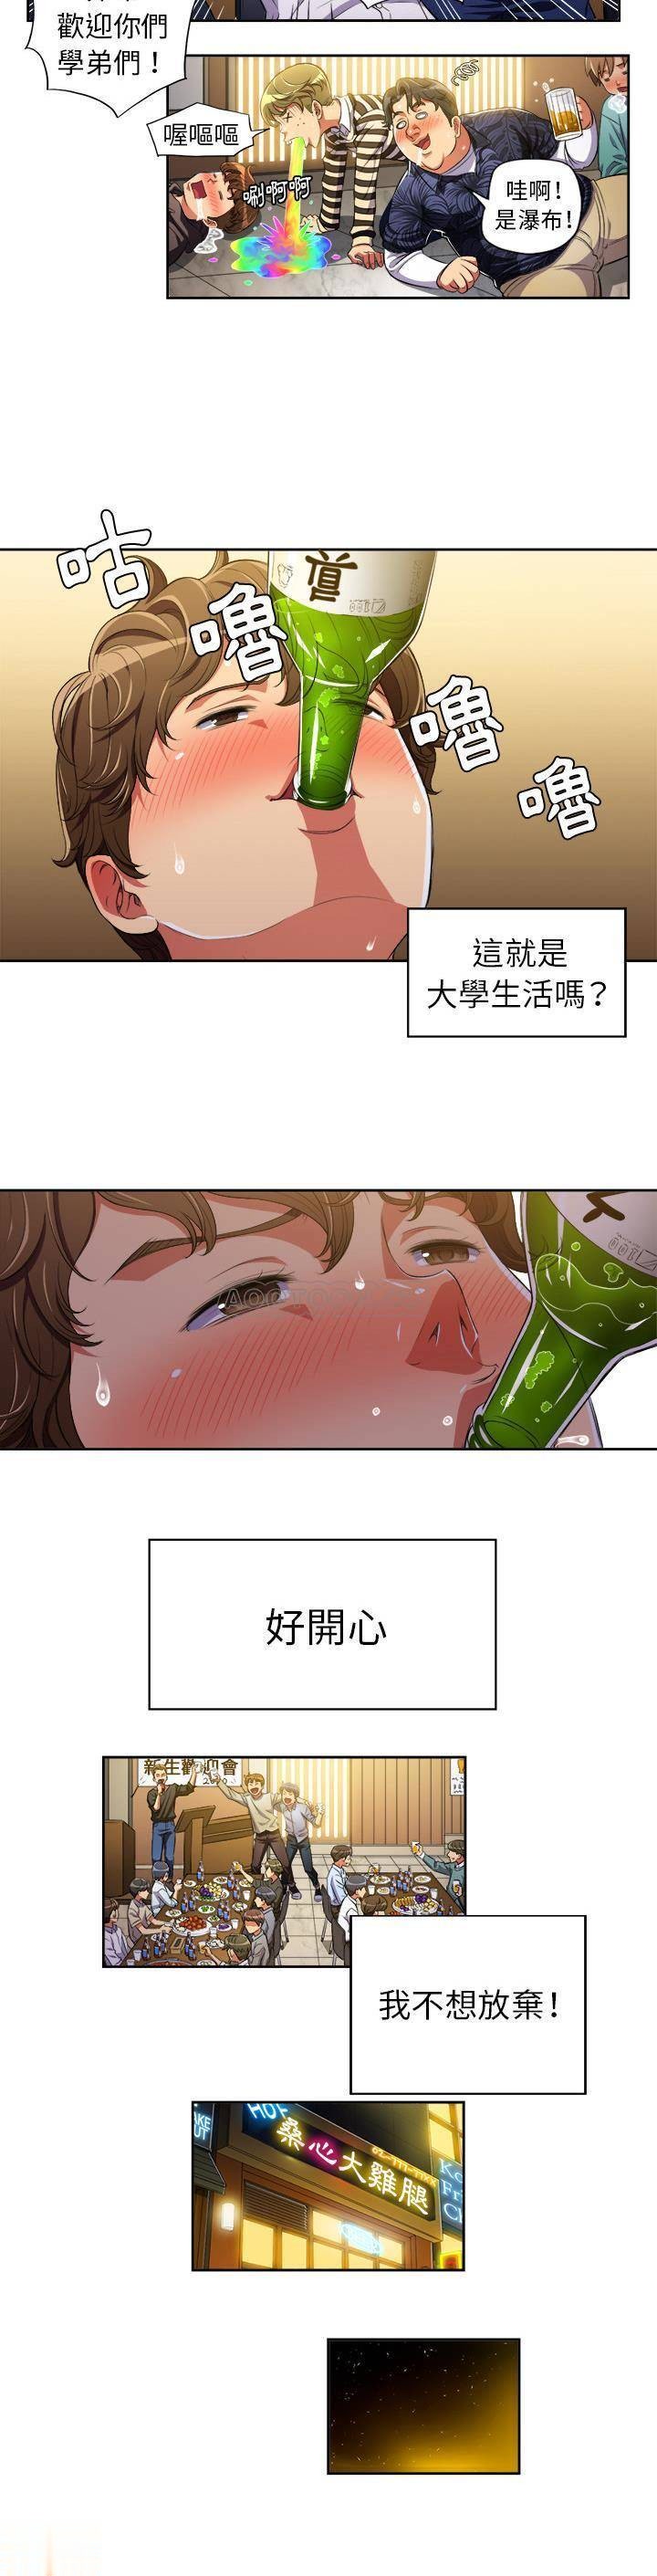 歡迎你們
學弟們！
喔嘔嘔
唰啊啊
哇啊！
是瀑布！
咕
嚕
嚕
嚕
這就是
大學生活嗎？
好開心
新生歡迎會
我不想放棄！
HOF
桑心大雞腿